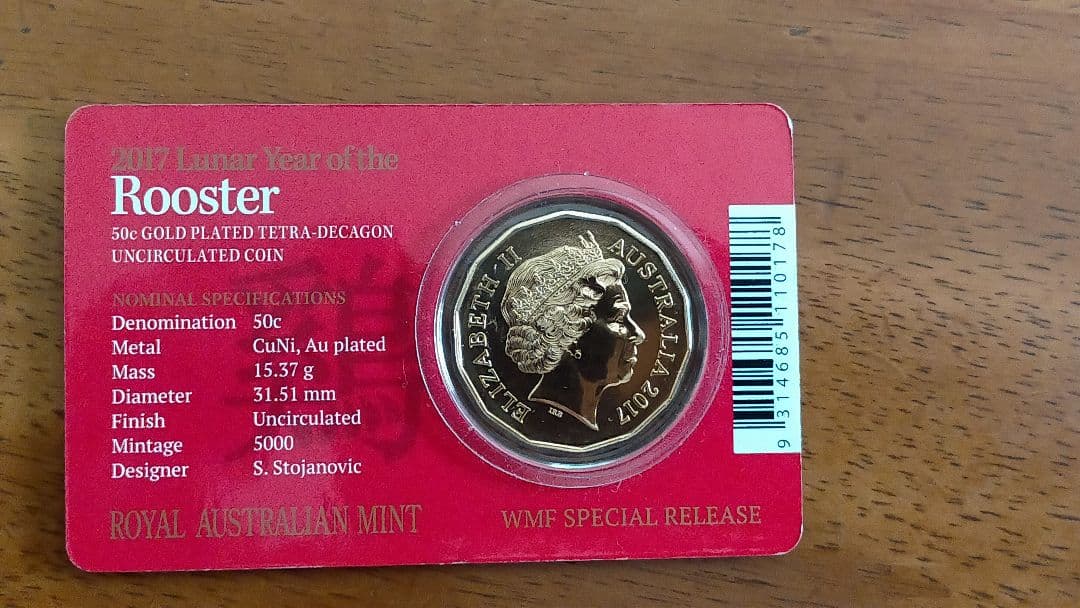 2017 Lunar Year of the
Rooster
50c GOLD PLATED TETRA-DECAGON
UNCIRCULATED COIN
NOMINAL SPECIFICATIONS
Denomination 50c
Metal CuNi, Au plated
Mass 15.37 g
Diameter 31.51 mm
Finish Uncirculated
Mintage 5000
Designer S. Stojanovic
ROYAL AUSTRALIAN MINT
WMF SPECIAL RELEASE
ELIZABETH II
AUSTRALIA 2017
IRB
9 314685 110178